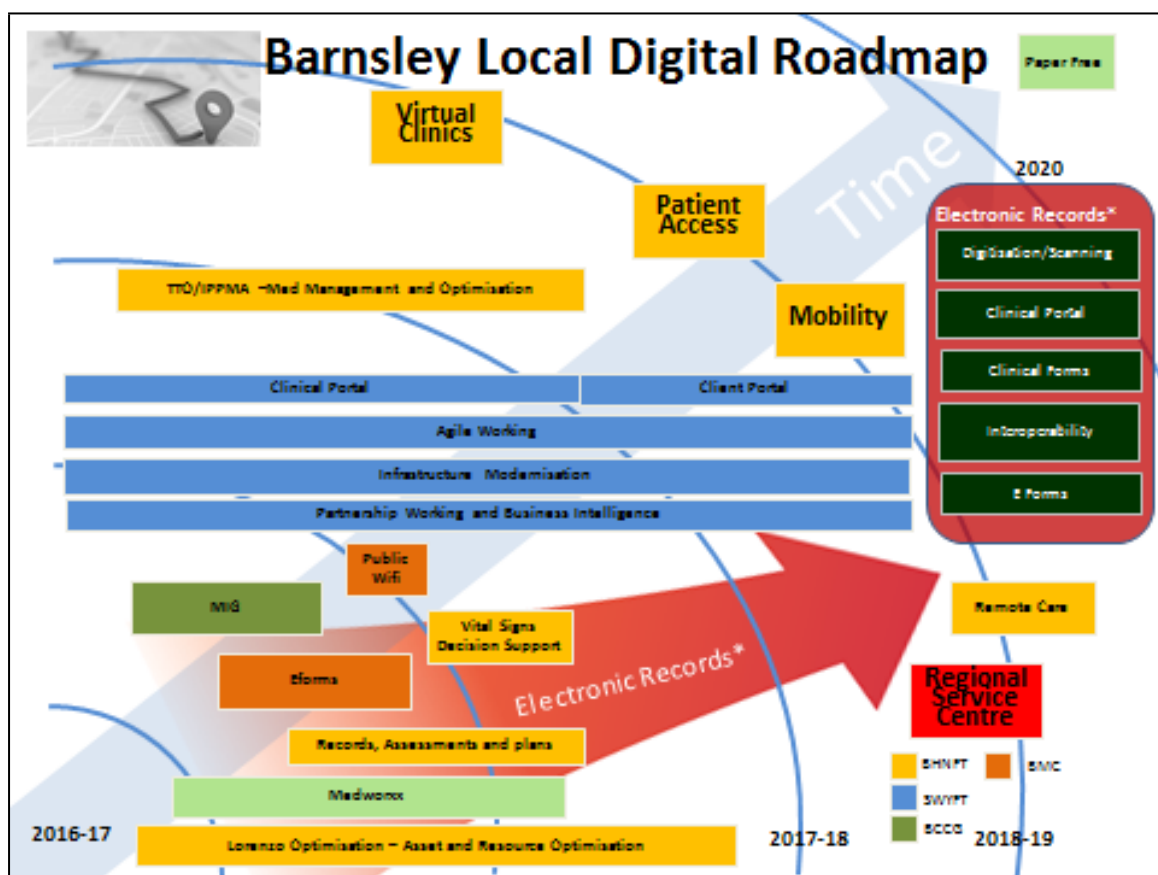 Barnsley Local Digital Roadmap
Paper Free
Virtual
Clinics
Time
2020
Patient
Access
Electronic Records*
Digitisation/Scanning
TTO/IPPMA –Med Management and Optimisation
Mobility
Clinical Portal
Clinical Portal
Client Portal
Clinical Forms
Agile Working
Interoperability
Infrastructure Modernisation
E Forms
Partnership Working and Business Intelligence
Public
Wifi
MIG
Vital Signs
Decision Support
Remote Care
Eforms
Electronic Records*
Regional
Service
Centre
Records, Assessments and plans
BHNFT
BMC
Medworxx
SWYFT
BCCG
2016-17
Lorenzo Optimisation – Asset and Resource Optimisation
2017-18
2018-19